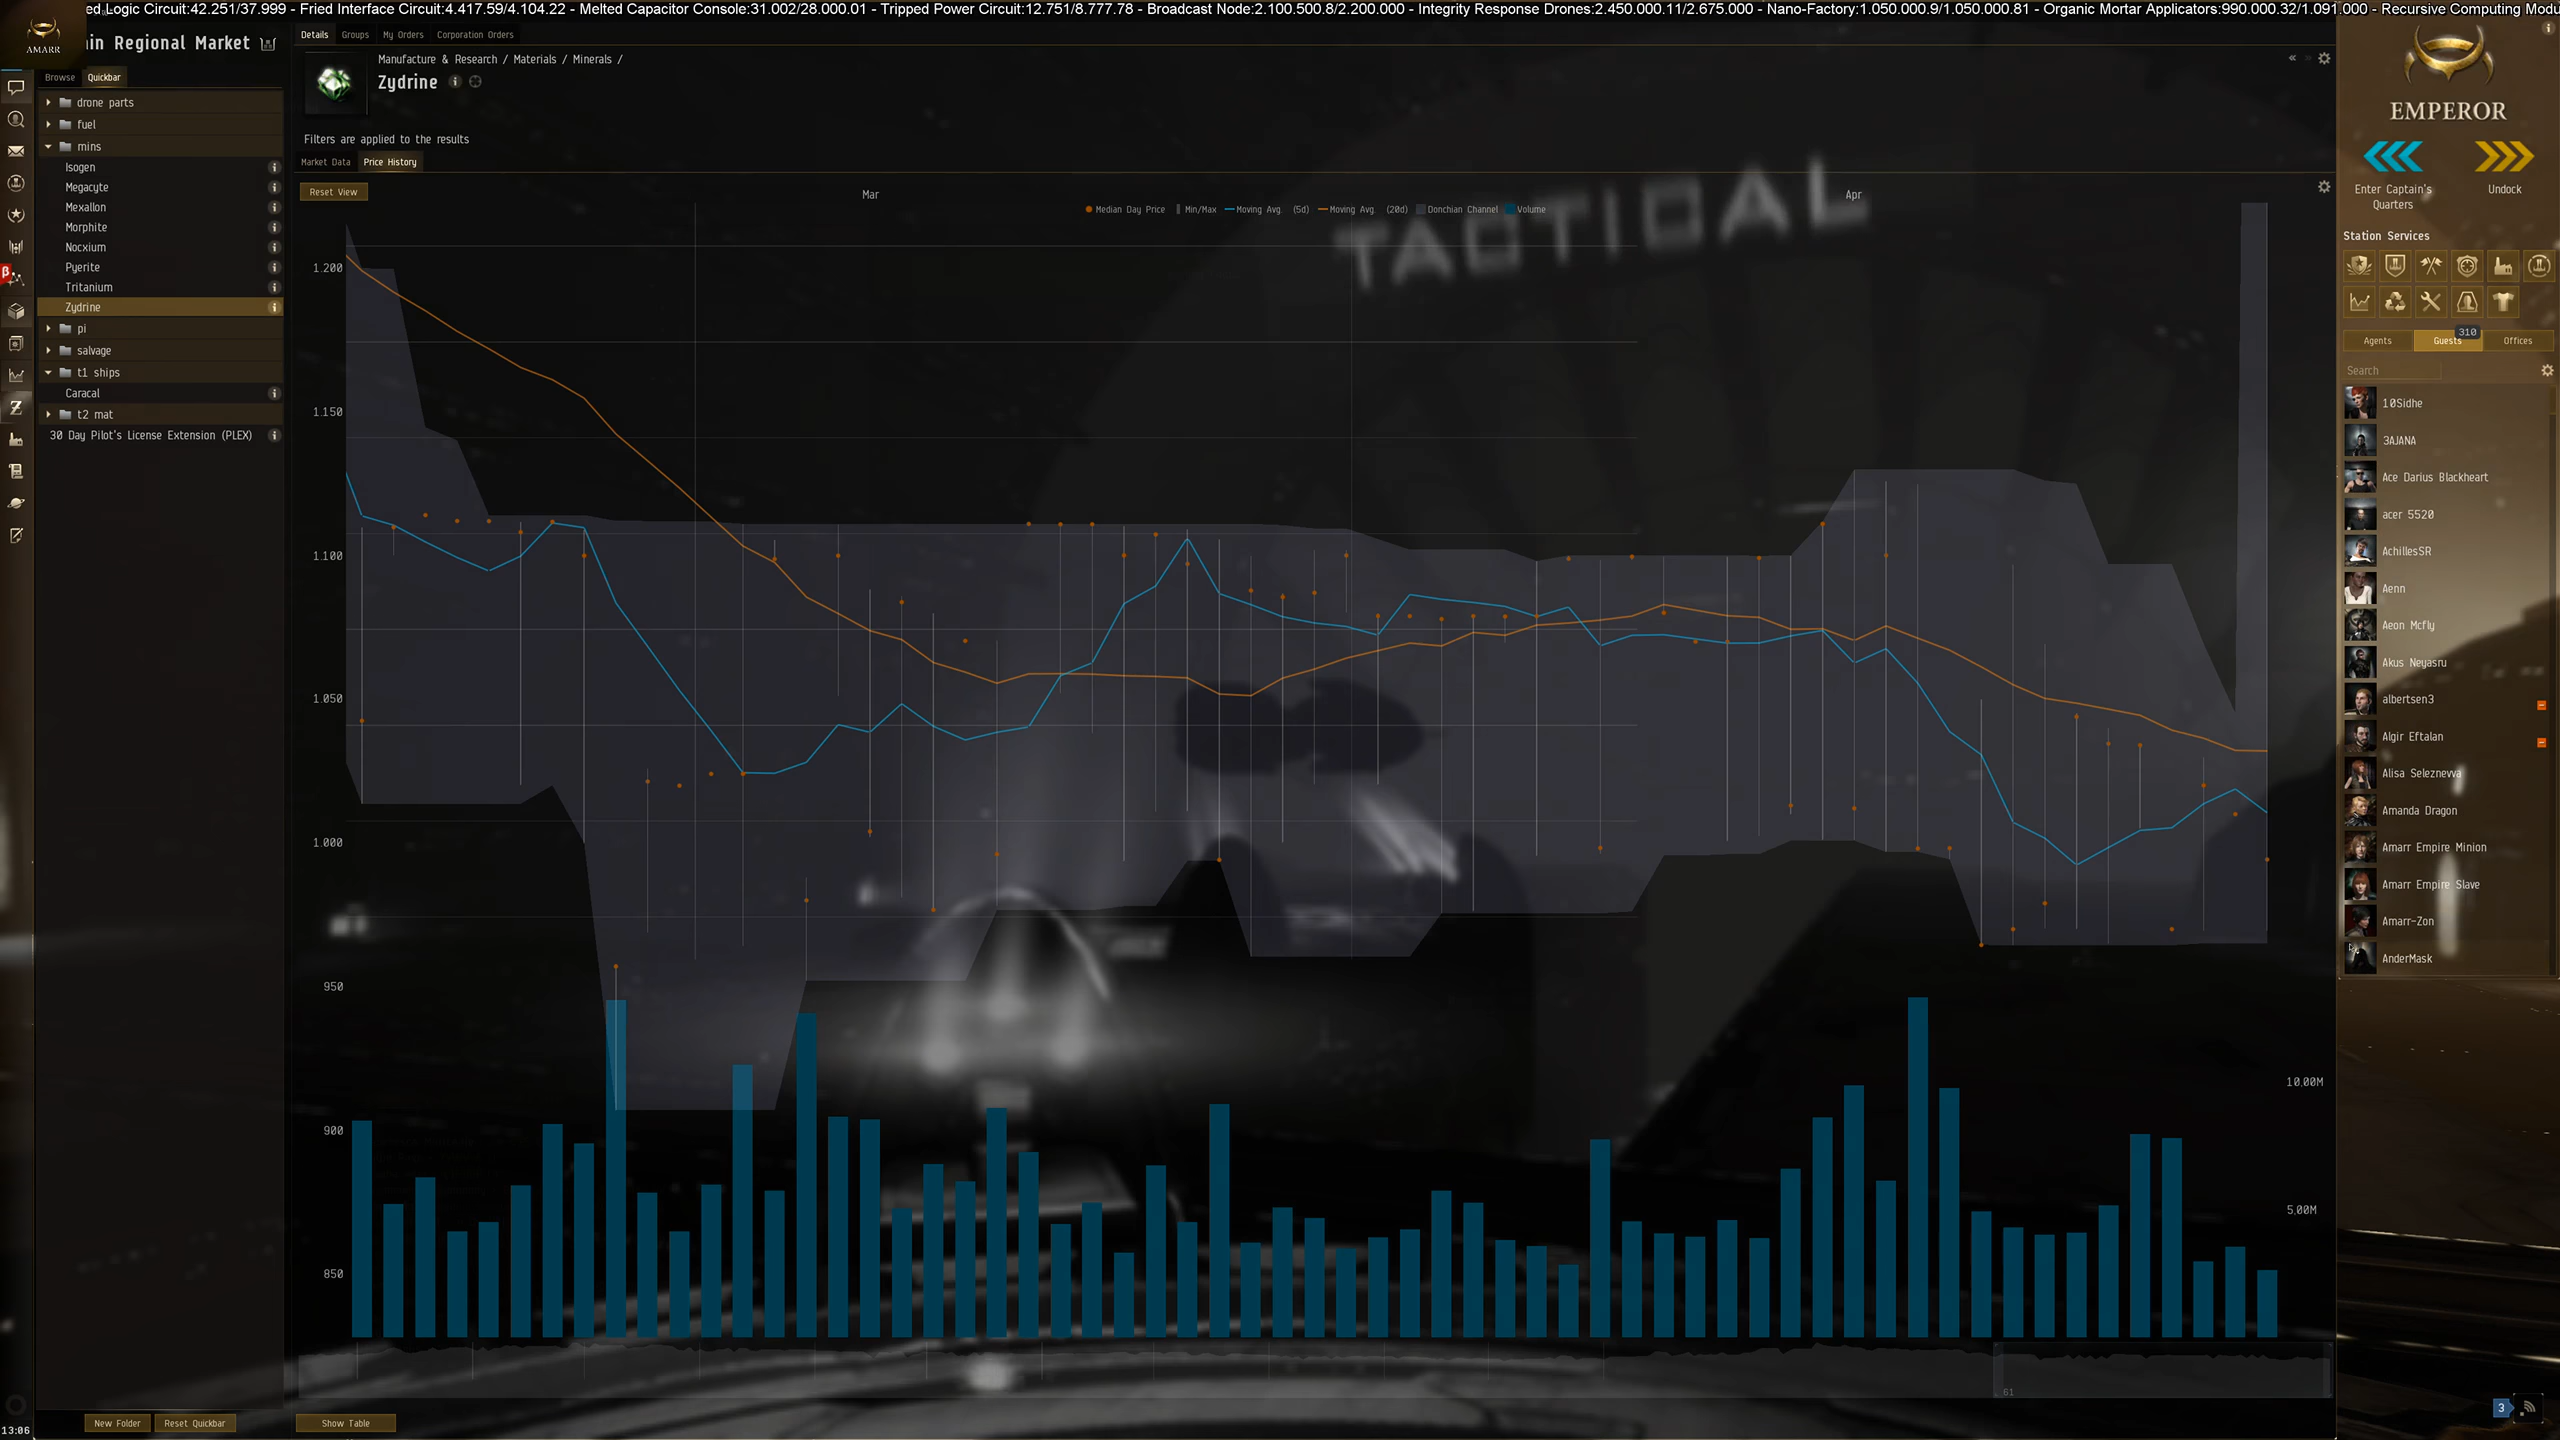 ed Logic Circuit:42.251/37.999 - Fried Interface Circuit:4.417.59/4.104.22 - Melted Capacitor Console:31.002/28.000.01 - Tripped Power Circuit:12.751/8.777.78 - Broadcast Node:2.100.500.8/2.200.000 - Integrity Response Drones:2.450.000.11/2.675.000 - Nano-Factory:1.050.000.9/1.050.000.81 - Organic Mortar Applicators:990.000.32/1.091.000 - Recursive Computing Modu
AMARR
in Regional Market
Browse Quickbar
drone parts
fuel
mins
Isogen
Megacyte
Mexallon
Morphite
Nocxium
Pyerite
Tritanium
Zydrine
pi
salvage
t1 ships
Caracal
t2 mat
30 Day Pilot's License Extension (PLEX)
New Folder Reset Quickbar
13:06
β
Details Groups My Orders Corporation Orders
Manufacture & Research / Materials / Minerals /
Zydrine
Filters are applied to the results
Market Data Price History
Reset View
Mar Apr
Median Day Price Min/Max Moving Avg. (5d) Moving Avg. (20d) Donchian Channel Volume
TACTICAL
1.200
1.150
1.100
1.050
1.000
950
900
850
10.00M
5.00M
61
Show Table
EMPEROR
Enter Captain's
Quarters
Undock
Station Services
310
Agents Guests Offices
Search
10Sidhe
3AJANA
Ace Darius Blackheart
acer 5520
AchillesSR
Aenn
Aeon Mcfly
Akus Neyasru
albertsen3
Algir Eftalan
Alisa Seleznevva
Amanda Dragon
Amarr Empire Minion
Amarr Empire Slave
Amarr-Zon
AnderMask
3